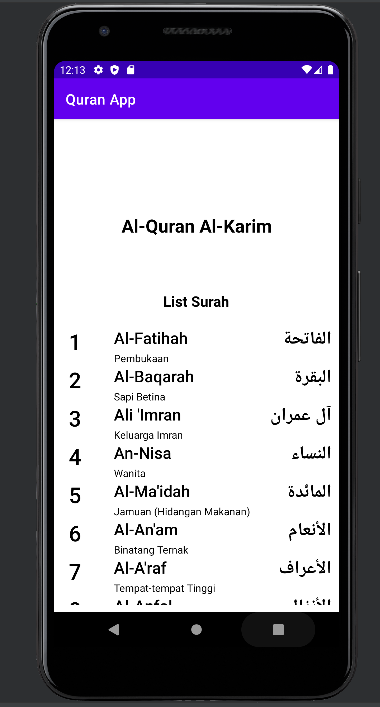 12:13
Quran App
Al-Quran Al-Karim
List Surah
1 Al-Fatihah الفاتحة
Pembukaan
2 Al-Baqarah البقرة
Sapi Betina
3 Ali 'Imran آل عمران
Keluarga Imran
4 An-Nisa النساء
Wanita
5 Al-Ma'idah المائدة
Jamuan (Hidangan Makanan)
6 Al-An'am الأنعام
Binatang Ternak
7 Al-A'raf الأعراف
Tempat-tempat Tinggi